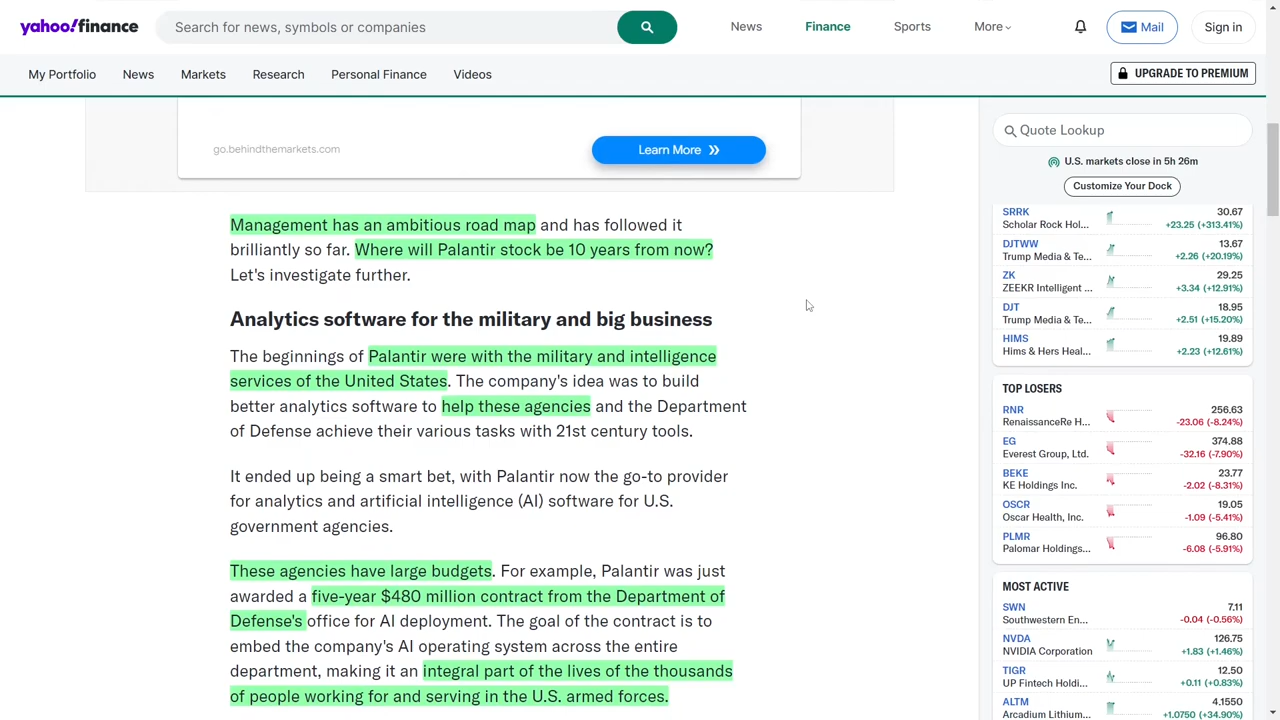 yahoo!finance
Search for news, symbols or companies
News
Finance
Sports
More
Mail
Sign in
My Portfolio
News
Markets
Research
Personal Finance
Videos
UPGRADE TO PREMIUM
go.behindthemarkets.com
Learn More »
Management has an ambitious road map and has followed it
brilliantly so far. Where will Palantir stock be 10 years from now?
Let's investigate further.
Analytics software for the military and big business
The beginnings of Palantir were with the military and intelligence
services of the United States. The company's idea was to build
better analytics software to help these agencies and the Department
of Defense achieve their various tasks with 21st century tools.
It ended up being a smart bet, with Palantir now the go-to provider
for analytics and artificial intelligence (AI) software for U.S.
government agencies.
These agencies have large budgets. For example, Palantir was just
awarded a five-year $480 million contract from the Department of
Defense's office for AI deployment. The goal of the contract is to
embed the company's AI operating system across the entire
department, making it an integral part of the lives of the thousands
of people working for and serving in the U.S. armed forces.
Quote Lookup
U.S. markets close in 5h 26m
Customize Your Dock
SRRK 30.67
Scholar Rock Hol... +23.25 (+313.41%)
DJTWW 13.67
Trump Media & Te... +2.26 (+20.19%)
ZK 29.25
ZEEKR Intelligent ... +3.34 (+12.91%)
DJT 18.95
Trump Media & Te... +2.51 (+15.20%)
HIMS 19.89
Hims & Hers Heal... +2.23 (+12.61%)
TOP LOSERS
RNR 256.63
RenaissanceRe H... -23.06 (-8.24%)
EG 374.88
Everest Group, Ltd. -32.16 (-7.90%)
BEKE 23.77
KE Holdings Inc. -2.02 (-8.31%)
OSCR 19.05
Oscar Health, Inc. -1.09 (-5.41%)
PLMR 96.80
Palomar Holdings... -6.08 (-5.91%)
MOST ACTIVE
SWN 7.11
Southwestern En... -0.04 (-0.56%)
NVDA 126.75
NVIDIA Corporation +1.83 (+1.46%)
TIGR 12.50
UP Fintech Holdi... +0.11 (+0.83%)
ALTM 4.1550
Arcadium Lithium... +1.0750 (+34.90%)